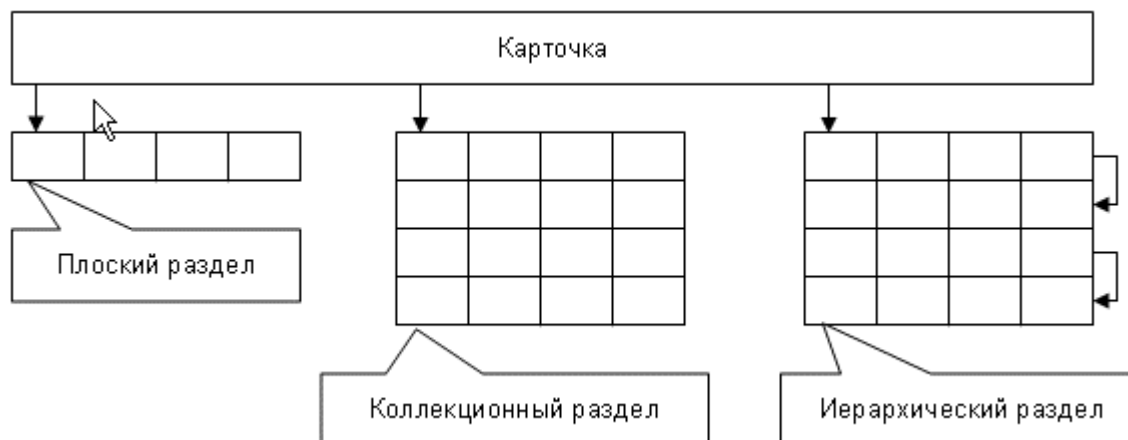 Карточка
Плоский раздел
Коллекционный раздел
Иерархический раздел